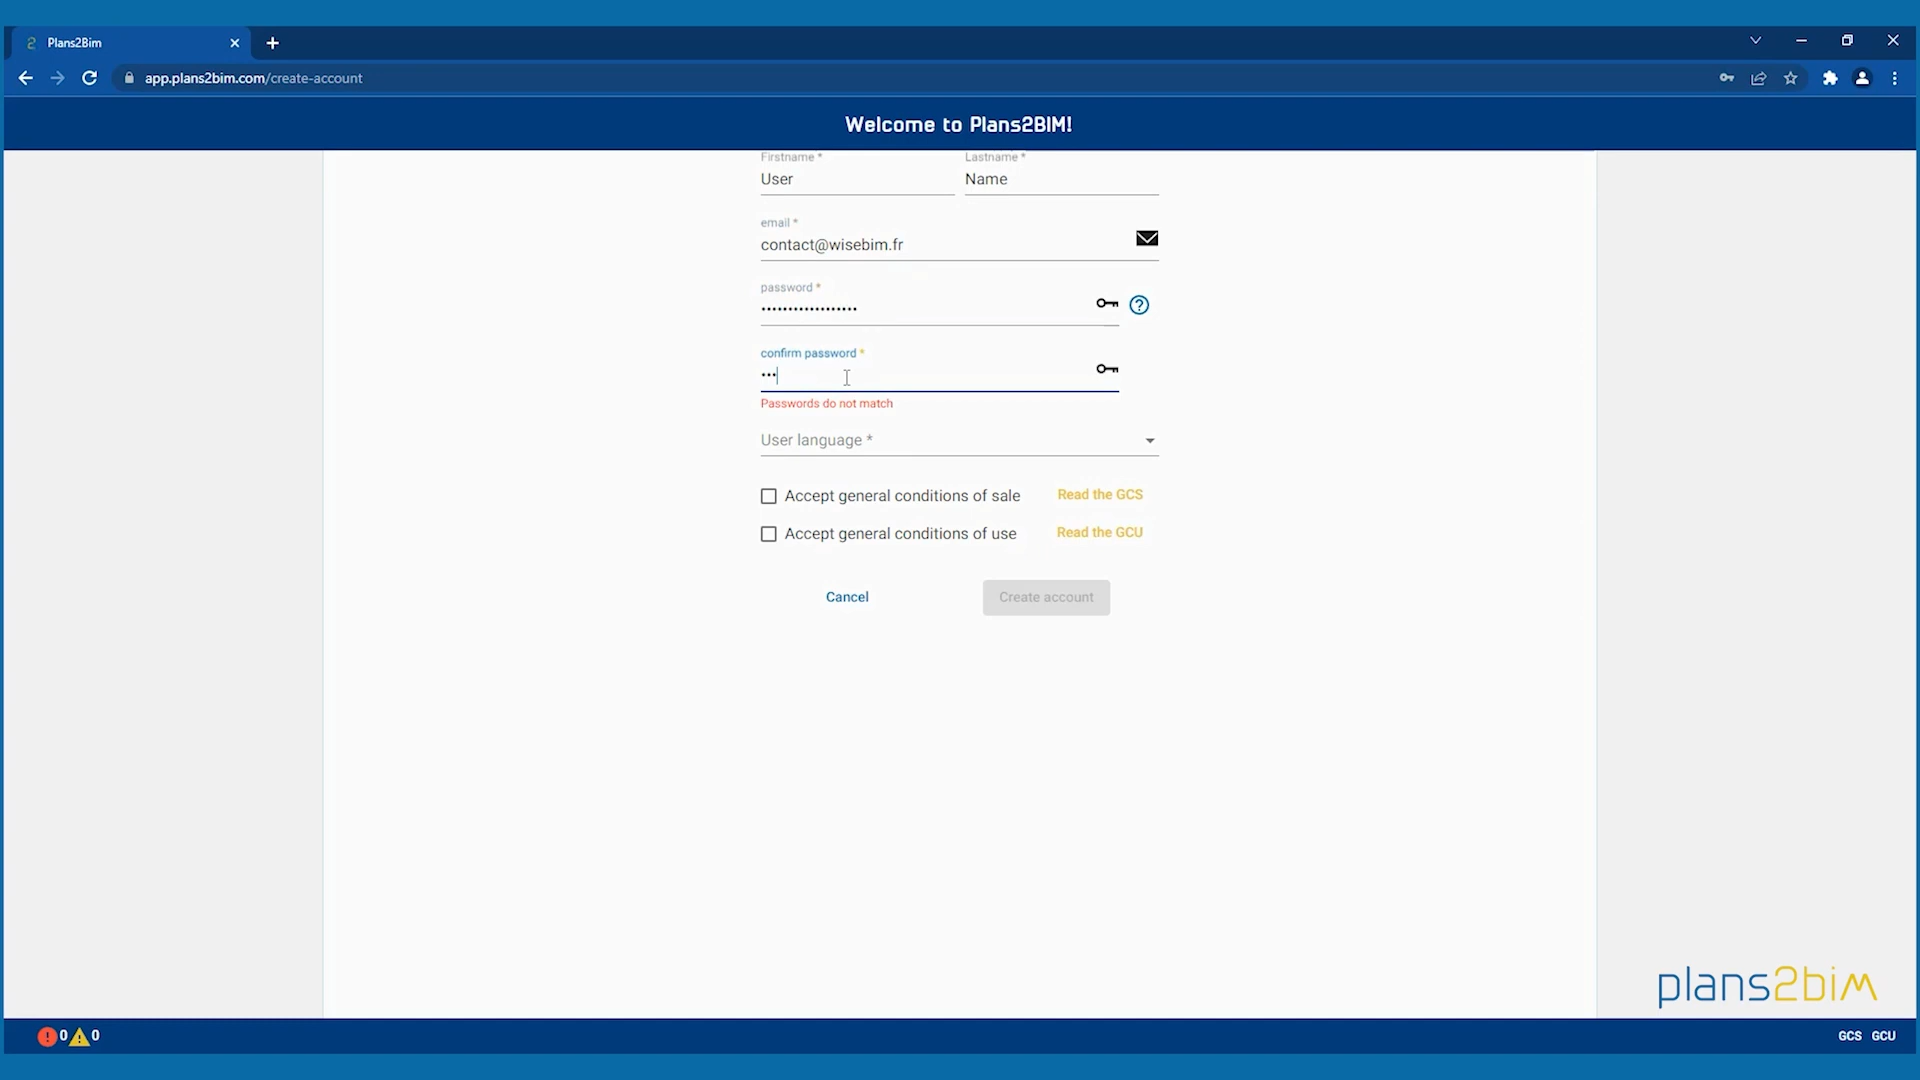 Plans2Bim
app.plans2bim.com/create-account
Welcome to Plans2BIM!
Firstname * Lastname *
User Name
email *
contact@wisebim.fr
password *
••••••••••••••••••
confirm password *
•••
Passwords do not match
User language *
Accept general conditions of sale Read the GCS
Accept general conditions of use Read the GCU
Cancel Create account
plans2bim
0 0 GCS GCU